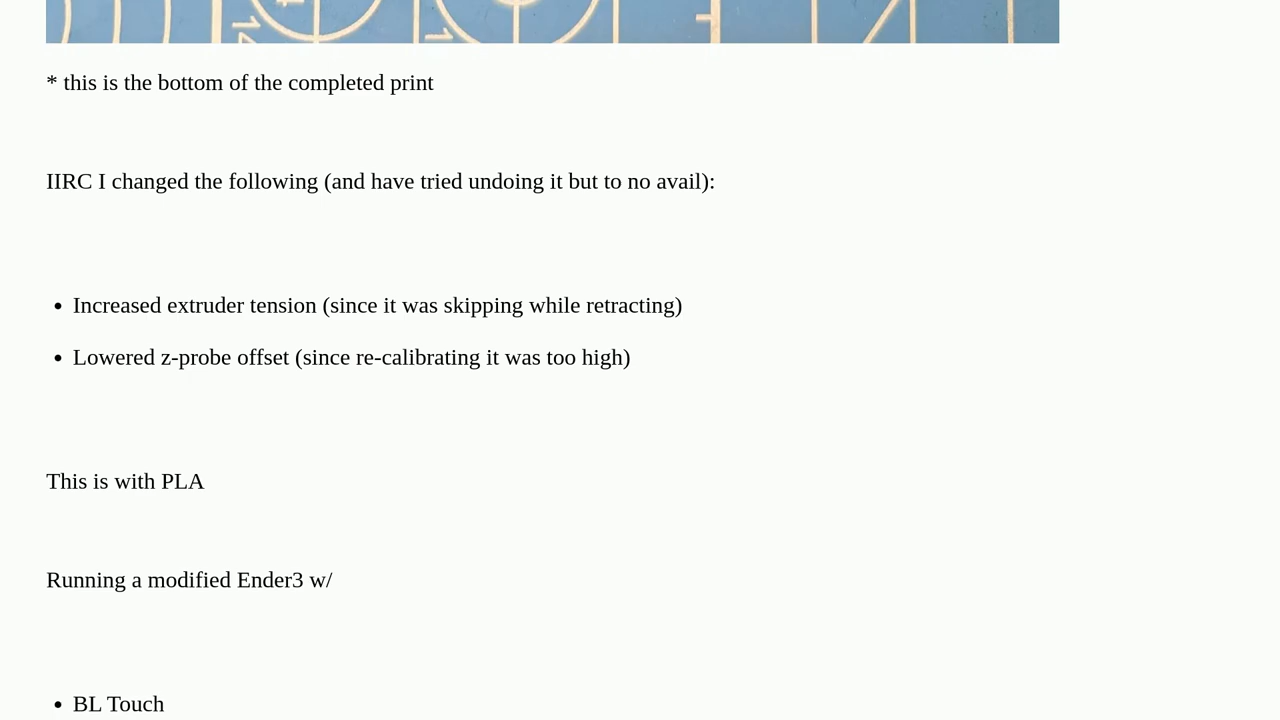 * this is the bottom of the completed print
IIRC I changed the following (and have tried undoing it but to no avail):
• Increased extruder tension (since it was skipping while retracting)
• Lowered z-probe offset (since re-calibrating it was too high)
This is with PLA
Running a modified Ender3 w/
• BL Touch